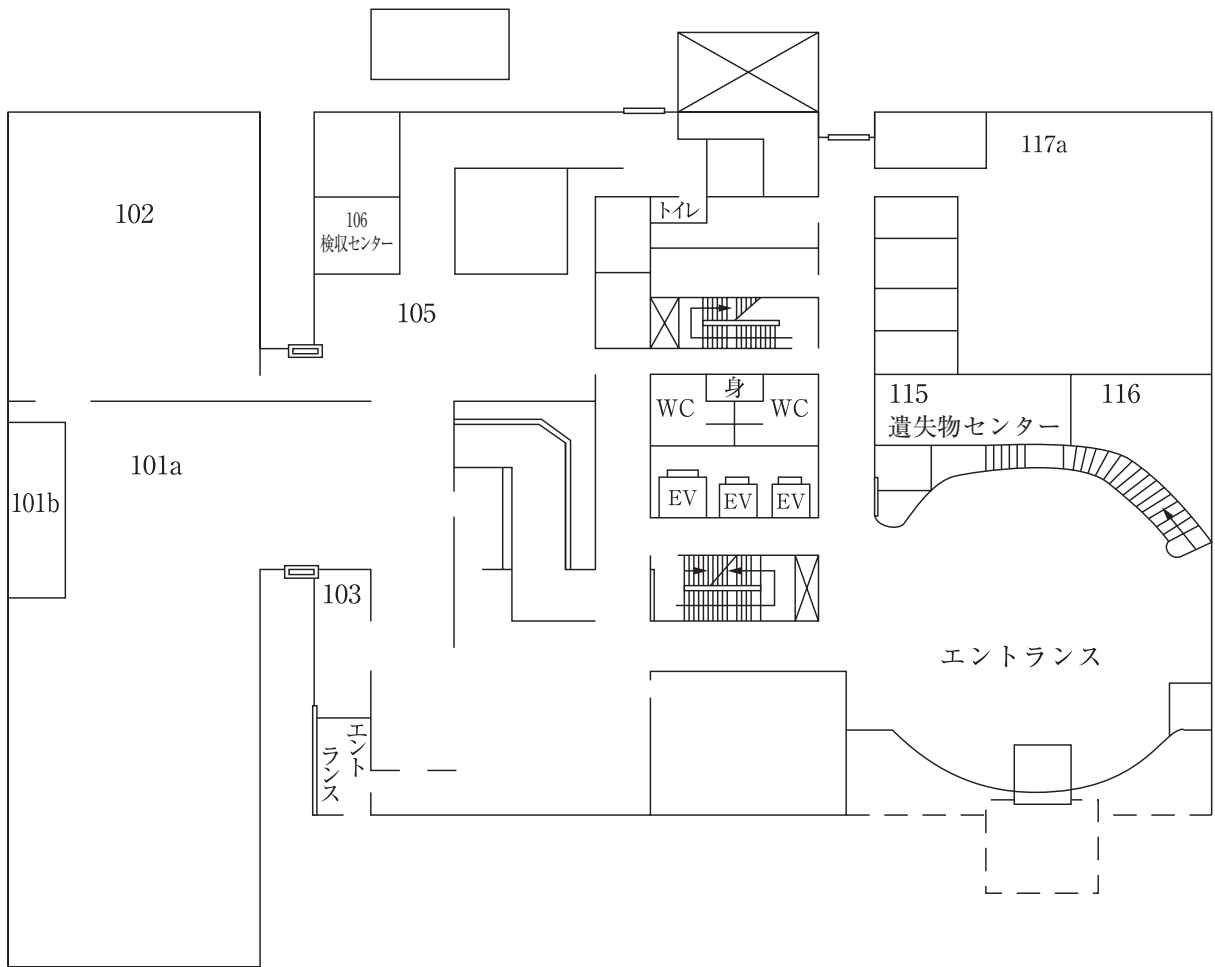 117a
102
トイレ
106
検収センター
105
身
115
116
WC
WC
遺失物センター
101a
101b
EV
EV
EV
103
エントランス
エント
ランス